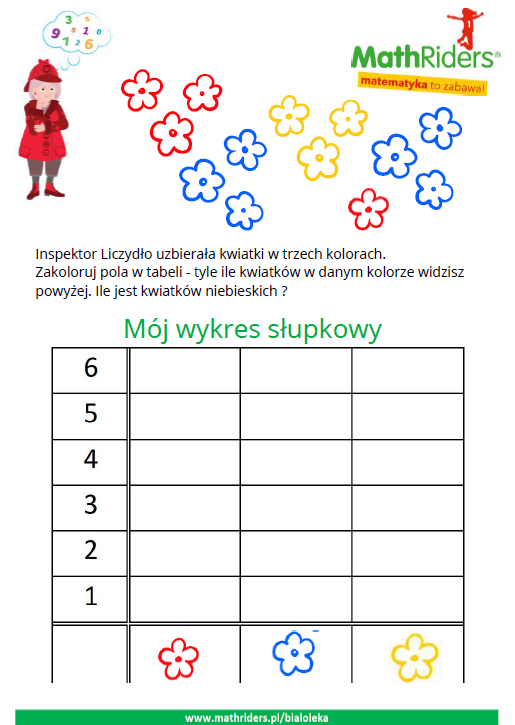 3 5
9 5 1 0
7 2 6
MathRiders®
matematyka to zabawa!
Inspektor Liczydło uzbierała kwiatki w trzech kolorach.
Zakoloruj pola w tabeli - tyle ile kwiatków w danym kolorze widzisz
powyżej. Ile jest kwiatków niebieskich ?
Mój wykres słupkowy
6
5
4
3
2
1
www.mathriders.pl/bialoleka